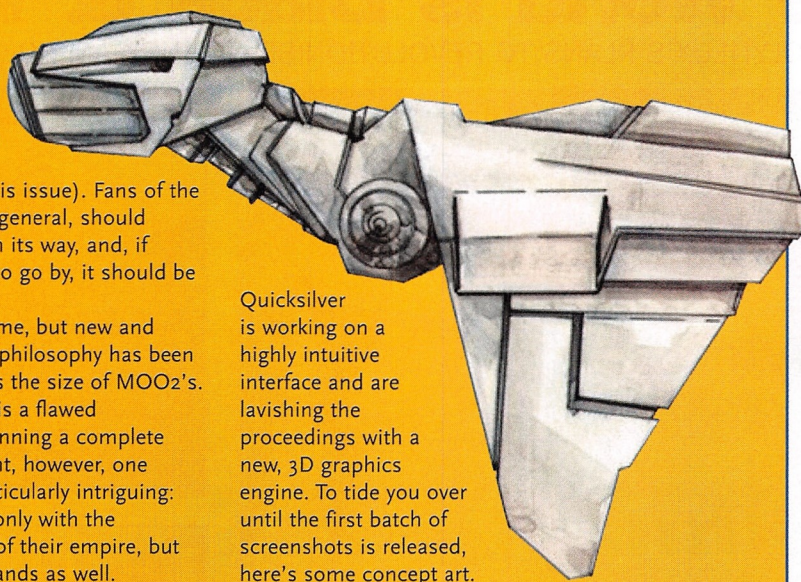 is issue). Fans of the
general, should
its way, and, if
o go by, it should be
me, but new and
philosophy has been
s the size of MOO2's.
is a flawed
nning a complete
nt, however, one
ticularly intriguing:
only with the
of their empire, but
ands as well.
Quicksilver
is working on a
highly intuitive
interface and are
lavishing the
proceedings with a
new, 3D graphics
engine. To tide you over
until the first batch of
screenshots is released,
here's some concept art.